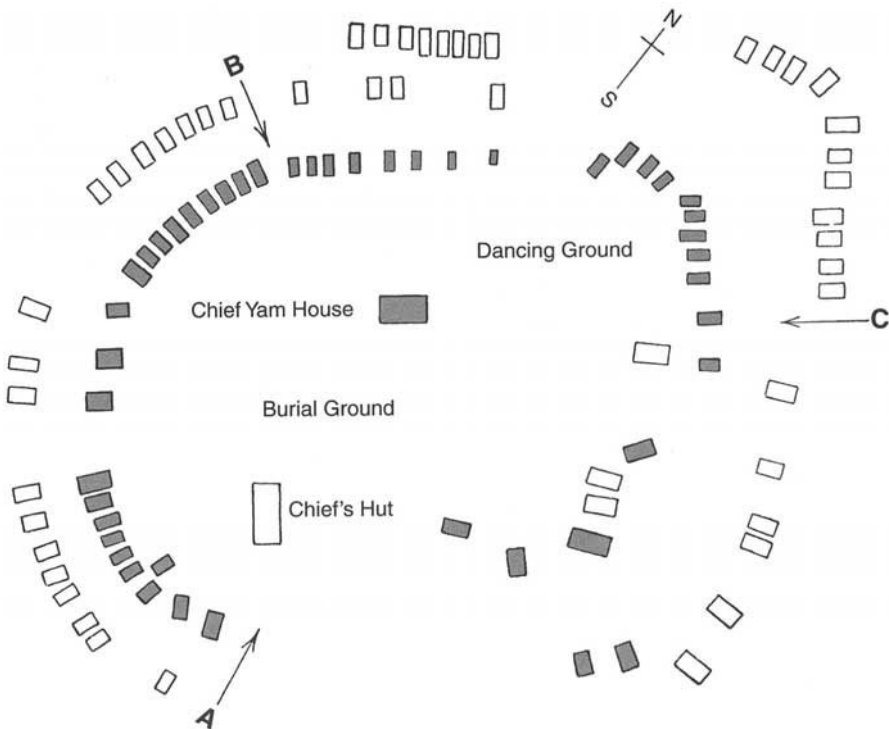 B
N
S
Dancing Ground
Chief Yam House
C
Burial Ground
Chief's Hut
A